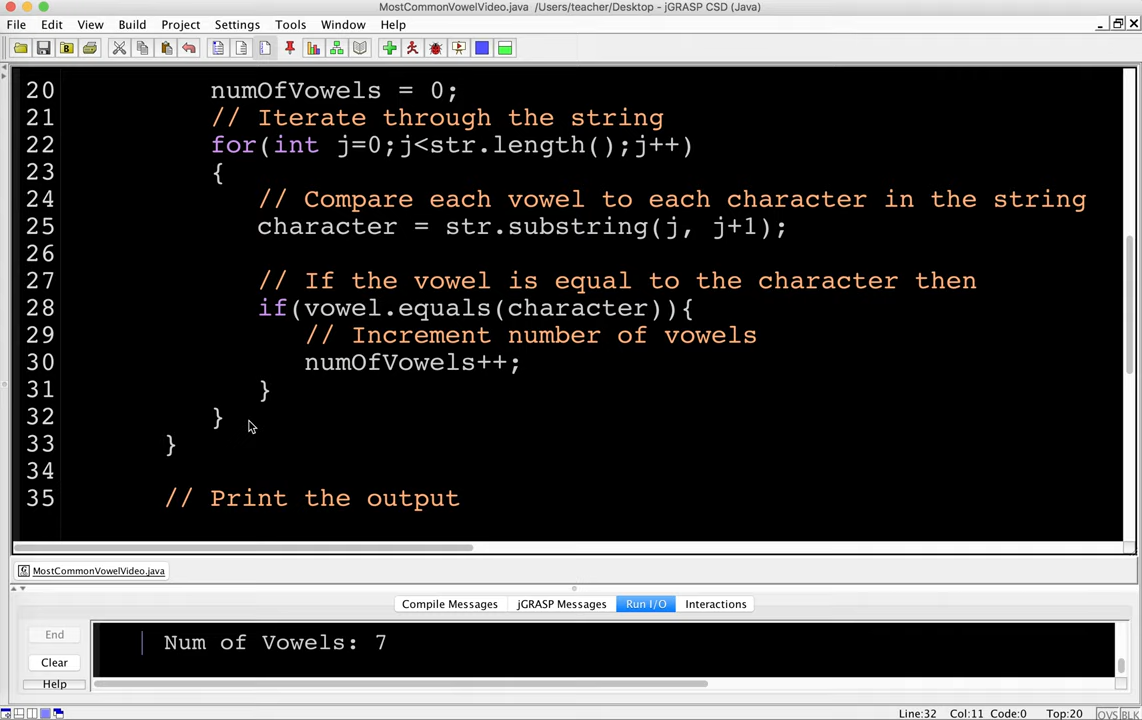 MostCommonVowelVideo.java /Users/teacher/Desktop - jGRASP CSD (Java)
File Edit View Build Project Settings Tools Window Help
20 numOfVowels = 0;
21 // Iterate through the string
22 for(int j=0;j<str.length();j++)
23 {
24 // Compare each vowel to each character in the string
25 character = str.substring(j, j+1);
26
27 // If the vowel is equal to the character then
28 if(vowel.equals(character)){
29 // Increment number of vowels
30 numOfVowels++;
31 }
32 }
33 }
34
35 // Print the output
MostCommonVowelVideo.java
Compile Messages jGRASP Messages Run I/O Interactions
End
Num of Vowels: 7
Clear
Help
Line:32 Col:11 Code:0 Top:20 OVS BLK